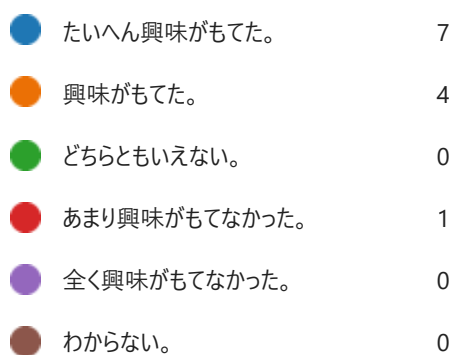 たいへん興味がもてた。 7
興味がもてた。 4
どちらともいえない。 0
あまり興味がもてなかった。 1
全く興味がもてなかった。 0
わからない。 0